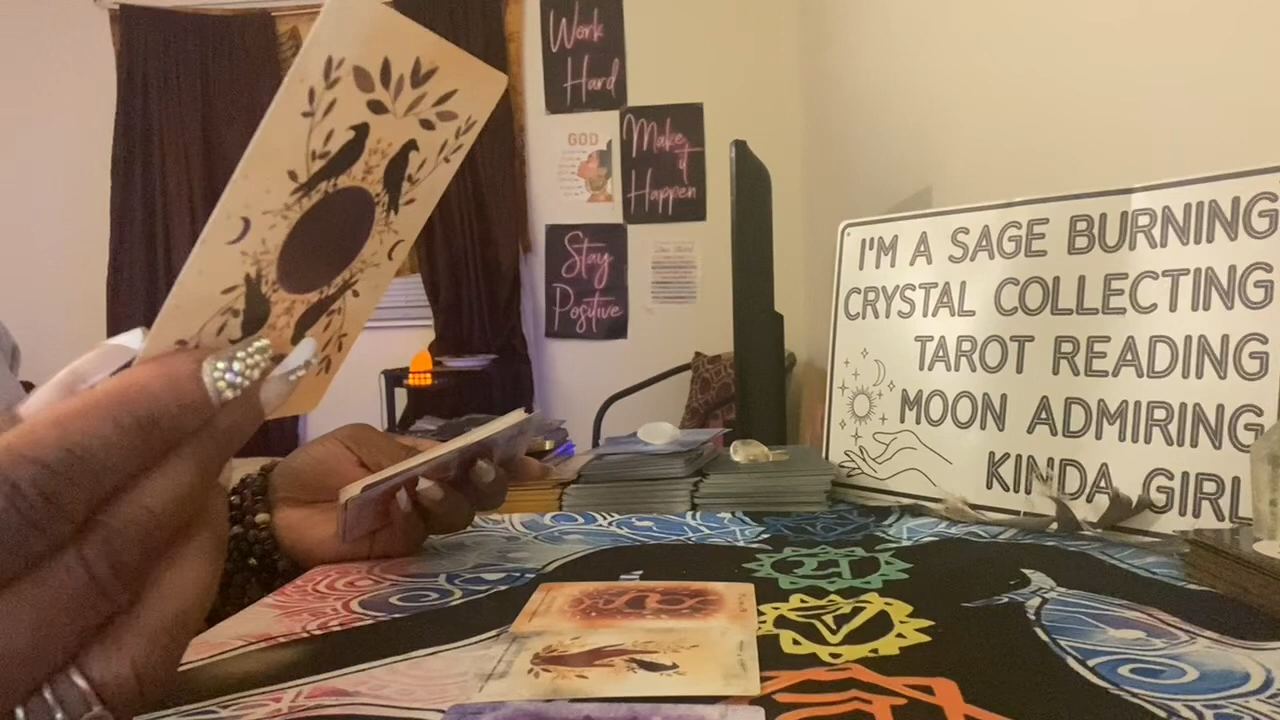 Work
Hard
GOD
Make
it
Happen
Stay
Positive
I'M A SAGE BURNING
CRYSTAL COLLECTING
TAROT READING
MOON ADMIRING
KINDA GIRL